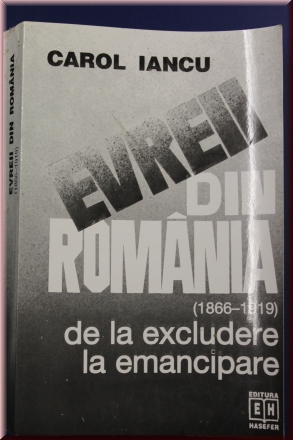 CAROL IANCU
EVREII
DIN
ROMÂNIA
(1866-1919)
de la excludere
la emancipare
EDITURA
EH
HASEFER
EVREII DIN ROMÂNIA
(1866-1919)